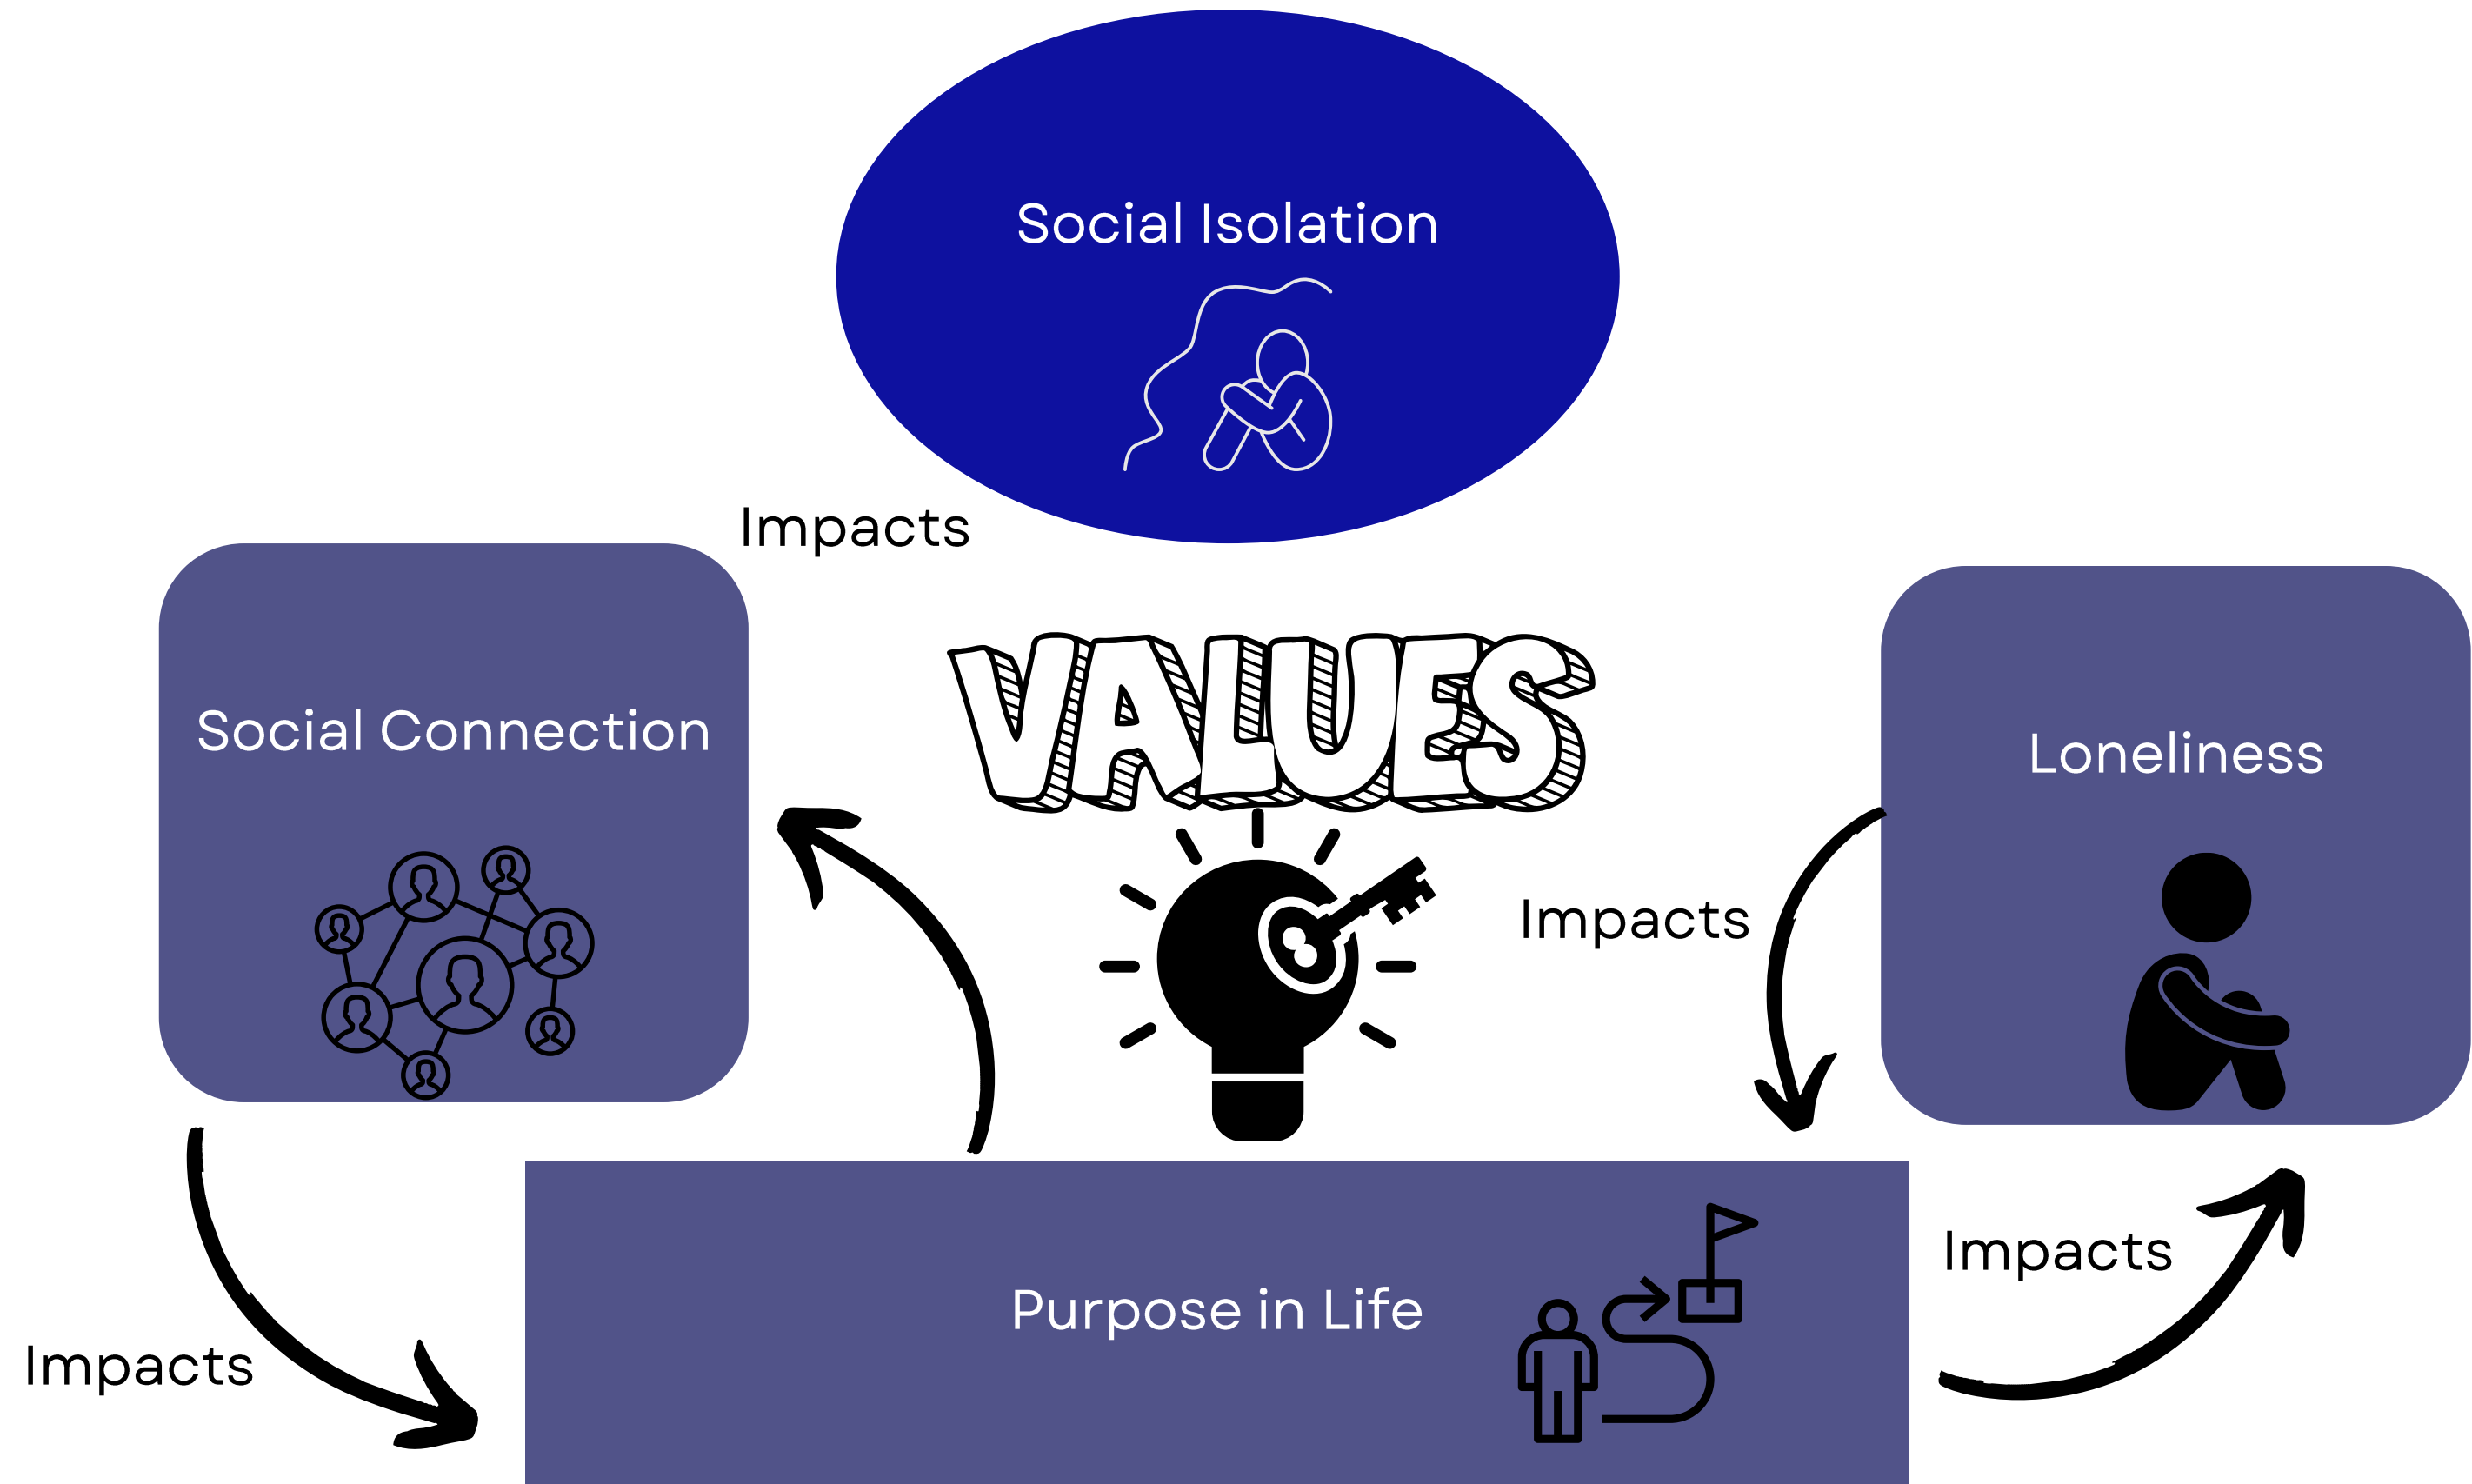 Social Isolation
Impacts
VALUES
Social Connection
Loneliness
Impacts
Impacts
Purpose in Life
Impacts